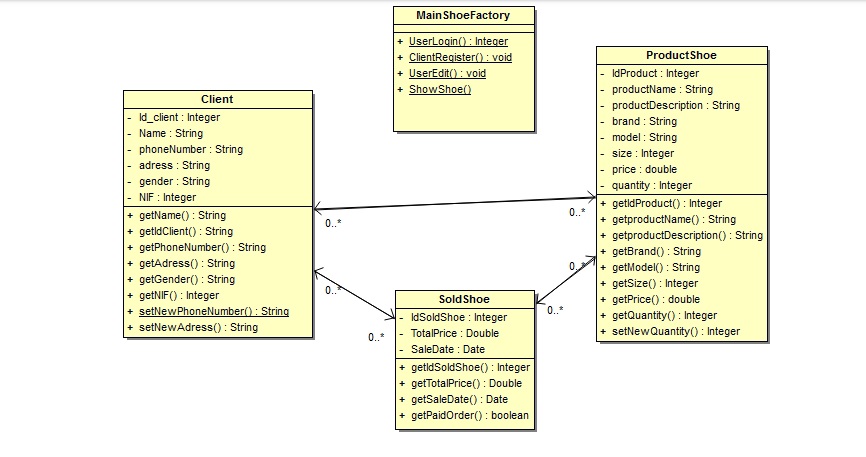 MainShoeFactory
+ UserLogin() : Integer
+ ClientRegister() : void
+ UserEdit() : void
+ ShowShoe()
ProductShoe
- IdProduct : Integer
- productName : String
- productDescription : String
- brand : String
- model : String
- size : Integer
- price : double
- quantity : Integer
+ getIdProduct() : Integer
+ getproductName() : String
+ getproductDescription() : String
+ getBrand() : String
+ getModel() : String
+ getSize() : Integer
+ getPrice() : double
+ getQuantity() : Integer
+ setNewQuantity() : Integer
Client
- Id_client : Integer
- Name : String
- phoneNumber : String
- adress : String
- gender : String
- NIF : Integer
+ getName() : String
+ getIdClient() : String
+ getPhoneNumber() : String
+ getAdress() : String
+ getGender() : String
+ getNIF() : Integer
+ setNewPhoneNumber() : String
+ setNewAdress() : String
0..*
0..*
0..*
0..*
0..*
0..*
SoldShoe
- IdSoldShoe : Integer
- TotalPrice : Double
- SaleDate : Date
+ getIdSoldShoe() : Integer
+ getTotalPrice() : Double
+ getSaleDate() : Date
+ getPaidOrder() : boolean